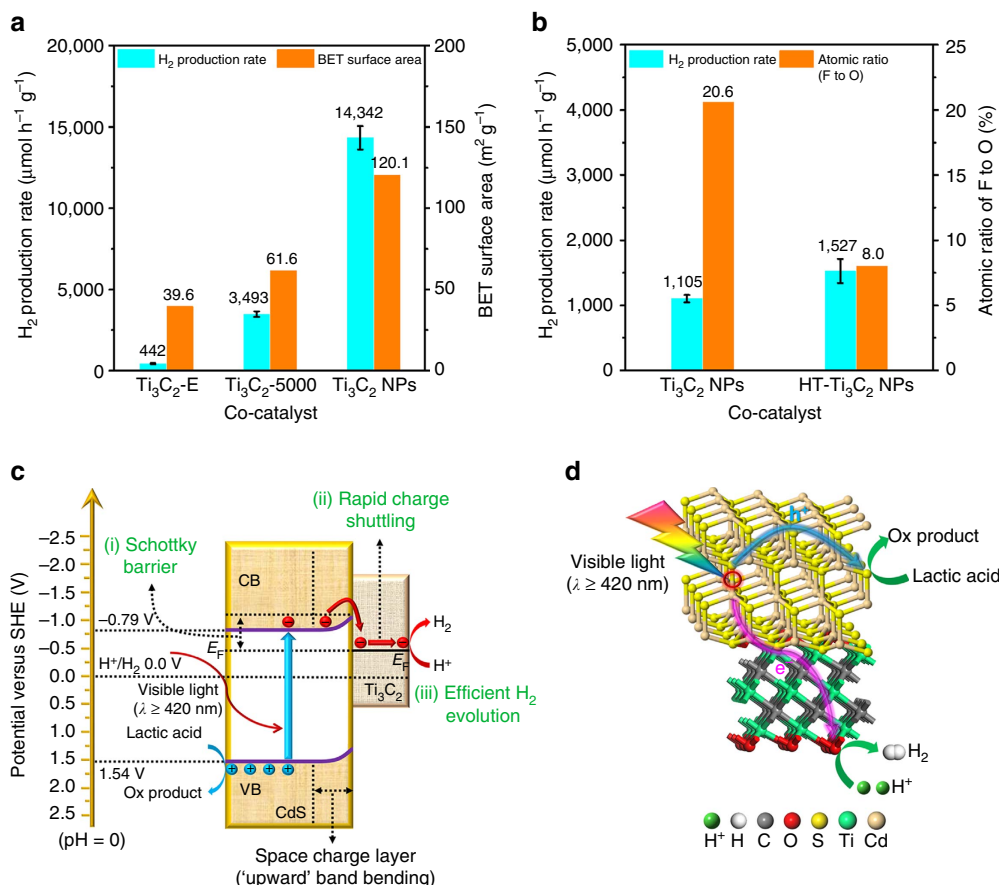 a
20,000
15,000
10,000
5,000
0
H₂ production rate (μmol h⁻¹ g⁻¹)
H₂ production rate
BET surface area
442
39.6
3,493
61.6
14,342
120.1
200
150
100
50
0
BET surface area (m² g⁻¹)
Ti₃C₂-E
Ti₃C₂-5000
Ti₃C₂ NPs
Co-catalyst
b
5,000
4,000
3,000
2,000
1,000
0
H₂ production rate (μmol h⁻¹ g⁻¹)
H₂ production rate
Atomic ratio
(F to O)
1,105
20.6
1,527
8.0
25
20
15
10
5
0
Atomic ratio of F to O (%)
Ti₃C₂ NPs
HT-Ti₃C₂ NPs
Co-catalyst
c
Potential versus SHE (V)
−2.5
−2.0
−1.5
−1.0
−0.5
0.0
0.5
1.0
1.5
2.0
2.5
(pH = 0)
(i) Schottky
barrier
(ii) Rapid charge
shuttling
CB
−0.79 V
E_F
H⁺/H₂ 0.0 V
Visible light
(λ ≥ 420 nm)
Lactic acid
1.54 V
Ox product
VB
CdS
E_F
Ti₃C₂
H₂
H⁺
(iii) Efficient H₂
evolution
Space charge layer
('upward' band bending)
d
h⁺
Visible light
(λ ≥ 420 nm)
Ox product
Lactic acid
e⁻
H₂
H⁺
H⁺ H C O S Ti Cd